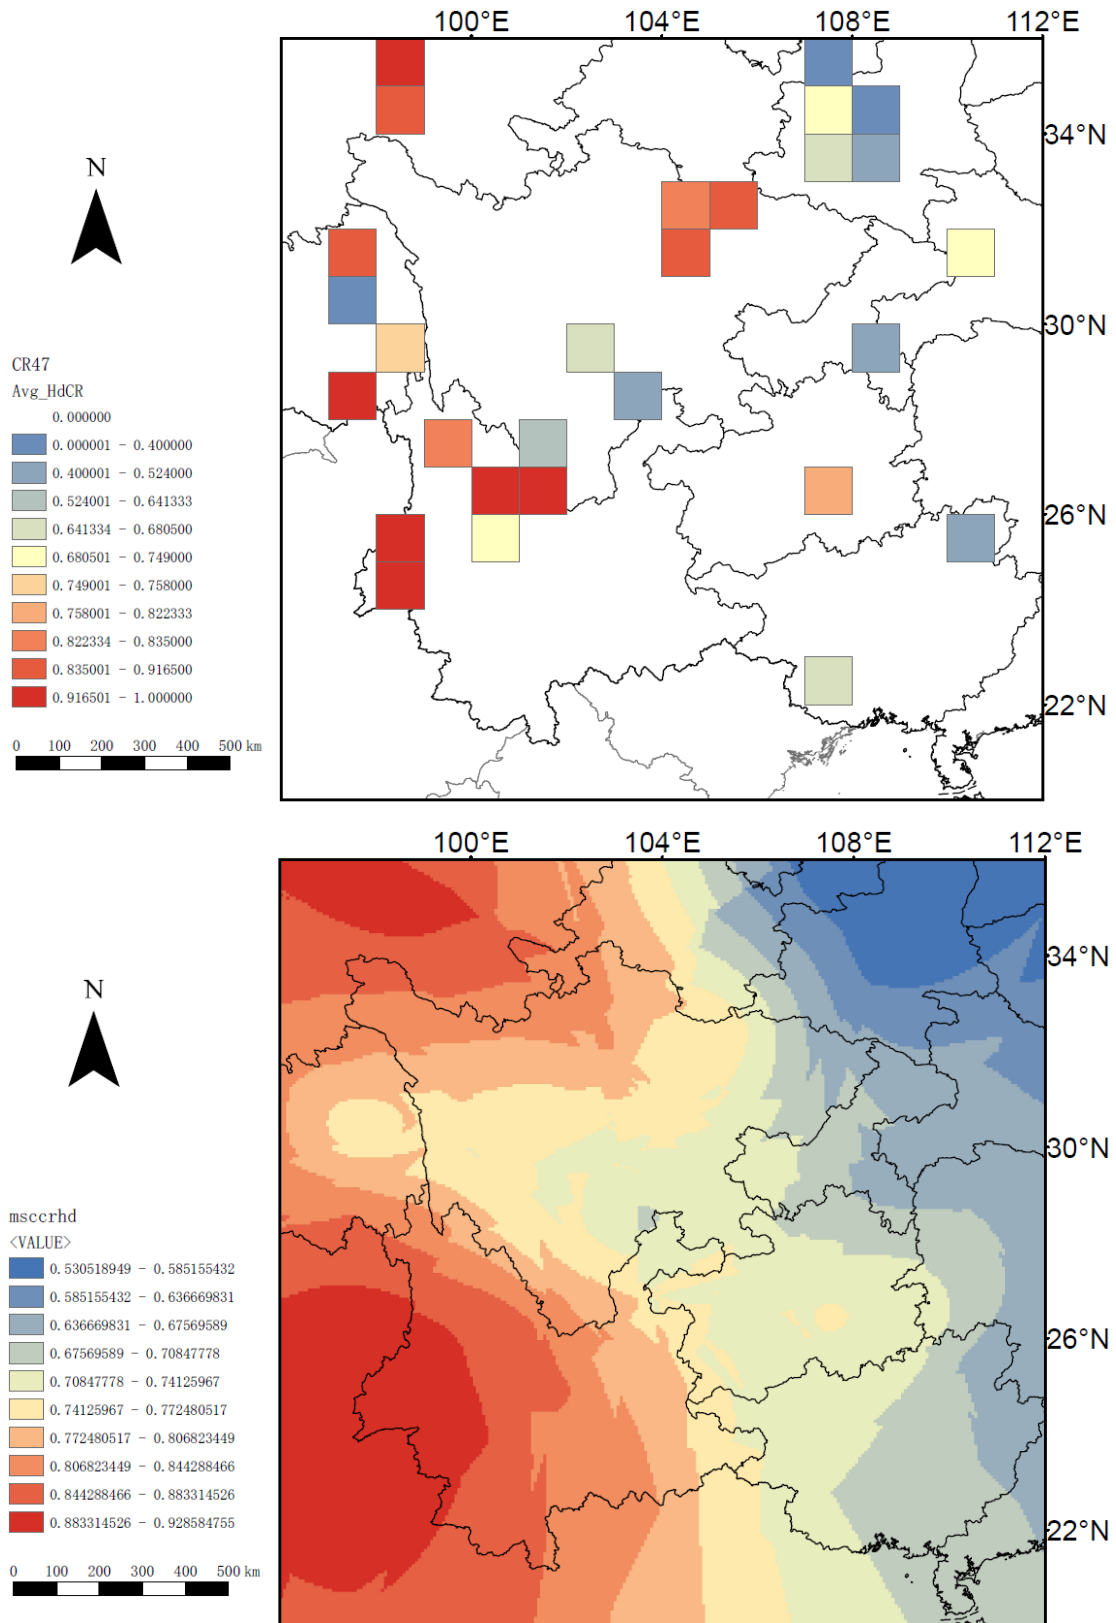 100°E 104°E 108°E 112°E
34°N
N
30°N
CR47
Avg_HdCR
0.000000
0.000001 - 0.400000
0.400001 - 0.524000
0.524001 - 0.641333
0.641334 - 0.680500
0.680501 - 0.749000
0.749001 - 0.758000
0.758001 - 0.822333
0.822334 - 0.835000
0.835001 - 0.916500
0.916501 - 1.000000
26°N
22°N
0 100 200 300 400 500 km
100°E 104°E 108°E 112°E
34°N
N
30°N
msccrhd
<VALUE>
0.530518949 - 0.585155432
0.585155432 - 0.636669831
0.636669831 - 0.67569589
0.67569589 - 0.70847778
0.70847778 - 0.74125967
0.74125967 - 0.772480517
0.772480517 - 0.806823449
0.806823449 - 0.844288466
0.844288466 - 0.883314526
0.883314526 - 0.928584755
26°N
22°N
0 100 200 300 400 500 km